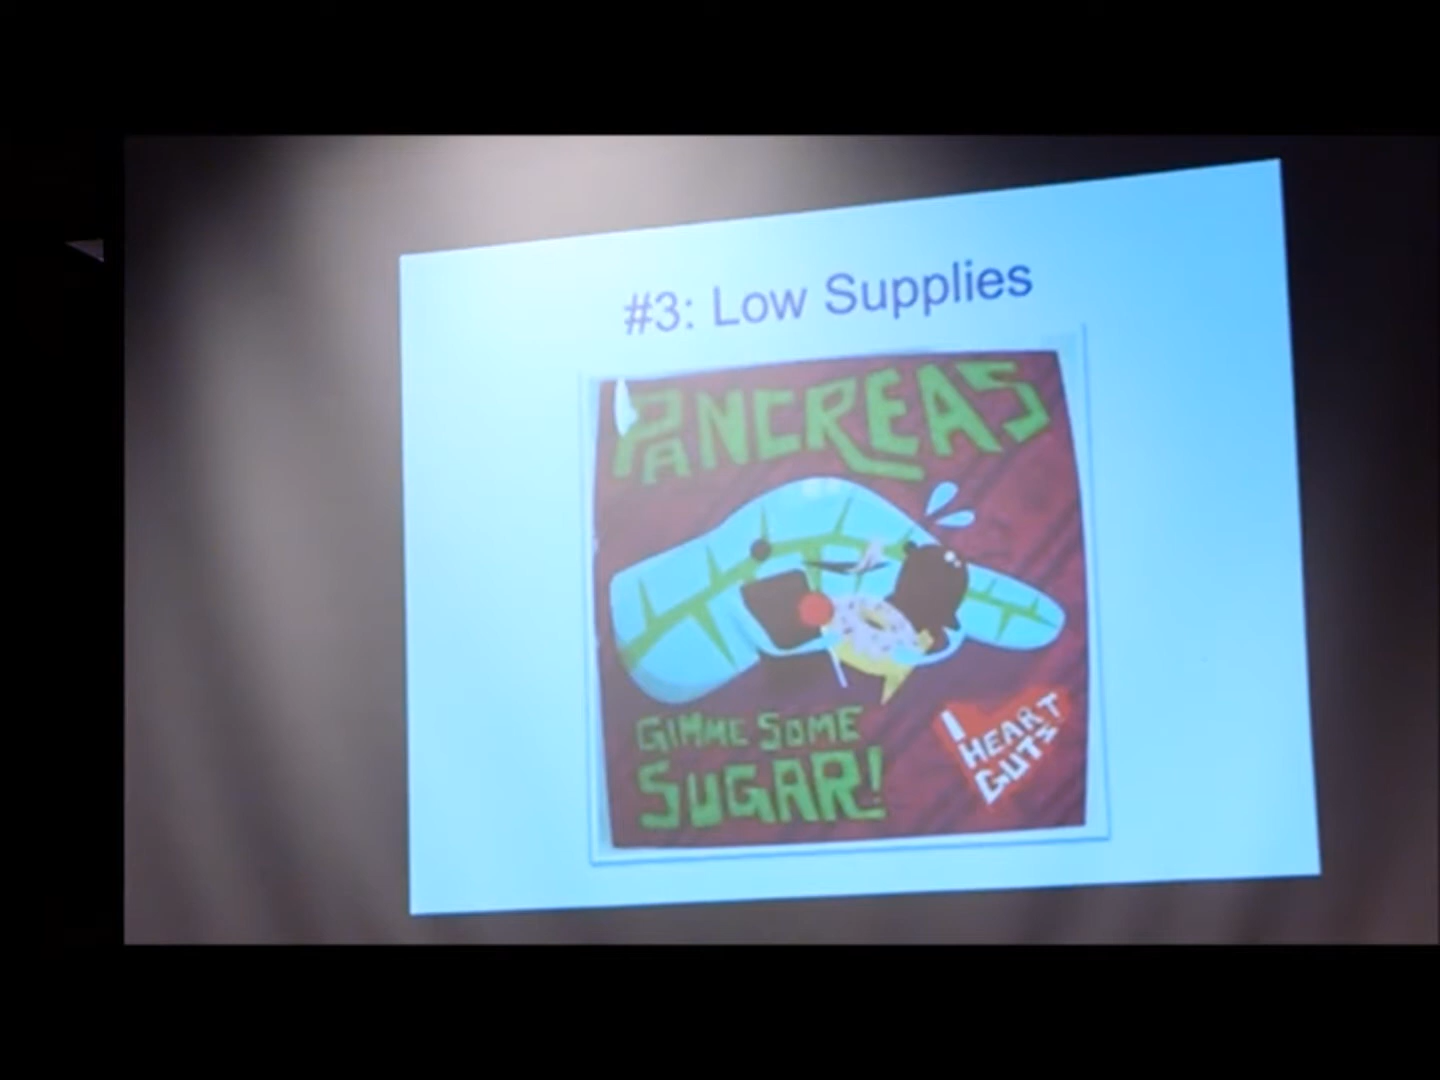 #3: Low Supplies
PANCREAS
GIMME SOME
SUGAR!
I
HEART
GUTS